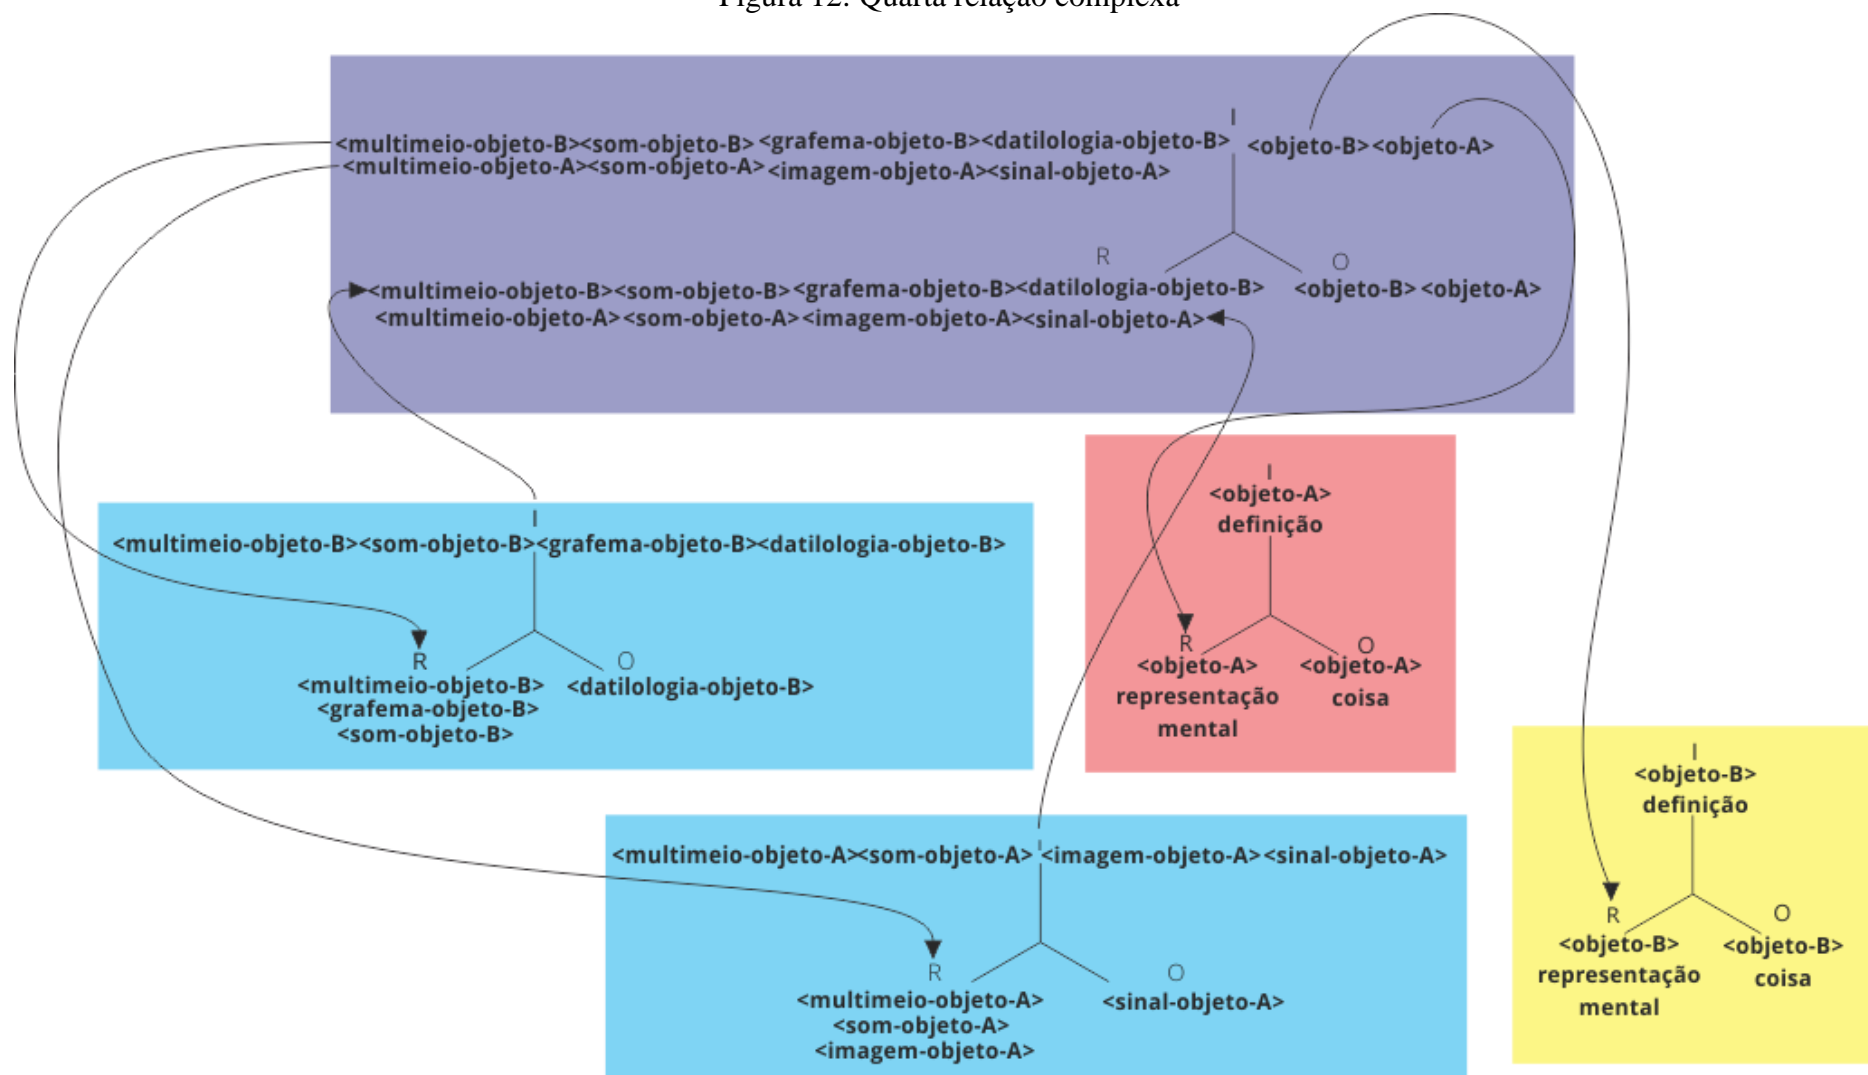 Figura 12: Quarta relação complexa
I
<multimeio-objeto-B><som-objeto-B><grafema-objeto-B><datilologia-objeto-B> <objeto-B><objeto-A>
<multimeio-objeto-A><som-objeto-A><imagem-objeto-A><sinal-objeto-A>
R O
<multimeio-objeto-B><som-objeto-B><grafema-objeto-B><datilologia-objeto-B> <objeto-B><objeto-A>
<multimeio-objeto-A><som-objeto-A><imagem-objeto-A><sinal-objeto-A>
I
<objeto-A>
definição
R O
<objeto-A> <objeto-A>
representação coisa
mental
I
<multimeio-objeto-B><som-objeto-B><grafema-objeto-B><datilologia-objeto-B>
R O
<multimeio-objeto-B> <datilologia-objeto-B>
<grafema-objeto-B>
<som-objeto-B>
I
<objeto-B>
definição
R O
<objeto-B> <objeto-B>
representação coisa
mental
I
<multimeio-objeto-A><som-objeto-A><imagem-objeto-A><sinal-objeto-A>
R O
<multimeio-objeto-A> <sinal-objeto-A>
<som-objeto-A>
<imagem-objeto-A>